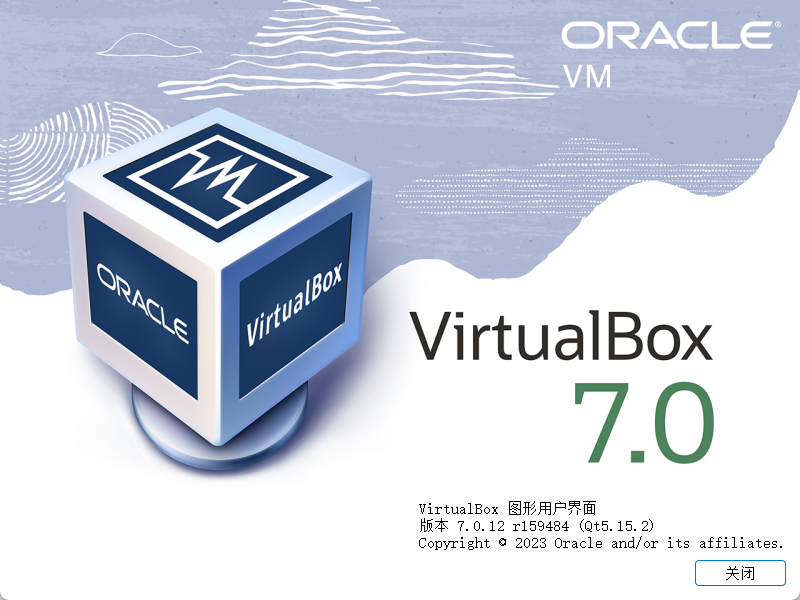 ORACLE®
VM
ORACLE
VirtualBox
VirtualBox
7.0
VirtualBox 图形用户界面
版本 7.0.12 r159484 (Qt5.15.2)
Copyright © 2023 Oracle and/or its affiliates.
关闭